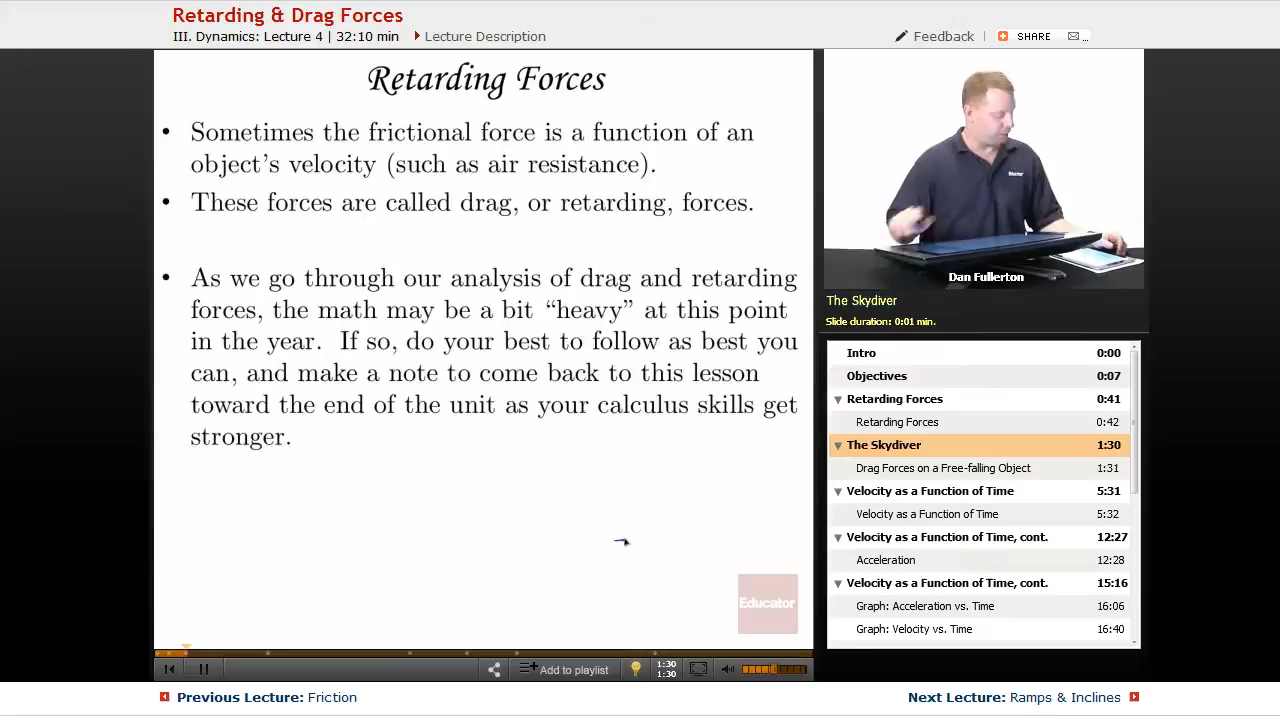 Retarding & Drag Forces
III. Dynamics: Lecture 4 | 32:10 min
Lecture Description
Feedback
SHARE
...
Retarding Forces
• Sometimes the frictional force is a function of an
object's velocity (such as air resistance).
• These forces are called drag, or retarding, forces.
• As we go through our analysis of drag and retarding
forces, the math may be a bit “heavy” at this point
in the year. If so, do your best to follow as best you
can, and make a note to come back to this lesson
toward the end of the unit as your calculus skills get
stronger.
Educator
Dan Fullerton
The Skydiver
Slide duration: 0:01 min.
Intro 0:00
Objectives 0:07
Retarding Forces 0:41
Retarding Forces 0:42
The Skydiver 1:30
Drag Forces on a Free-falling Object 1:31
Velocity as a Function of Time 5:31
Velocity as a Function of Time 5:32
Velocity as a Function of Time, cont. 12:27
Acceleration 12:28
Velocity as a Function of Time, cont. 15:16
Graph: Acceleration vs. Time 16:06
Graph: Velocity vs. Time 16:40
Add to playlist
1:30
1:30
Previous Lecture: Friction
Next Lecture: Ramps & Inclines